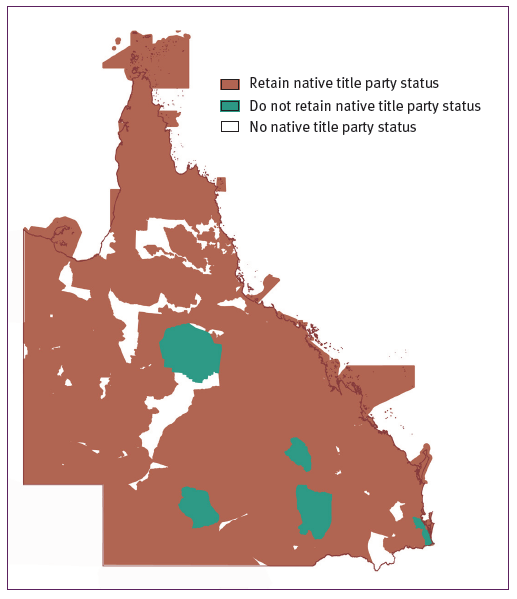 Retain native title party status
Do not retain native title party status
No native title party status